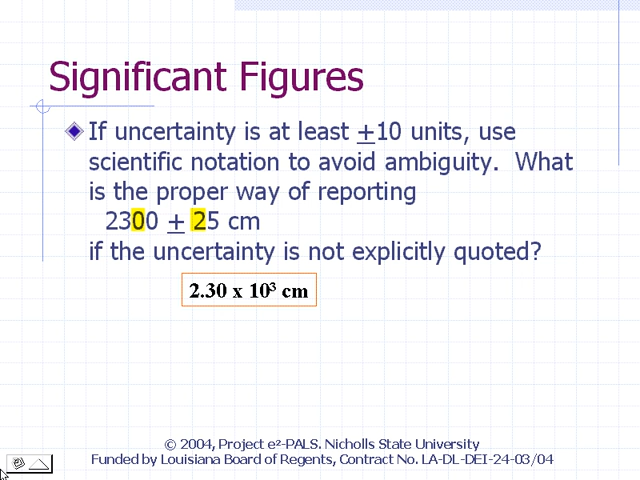 Significant Figures
If uncertainty is at least +10 units, use
scientific notation to avoid ambiguity.  What
is the proper way of reporting
2300 + 25 cm
if the uncertainty is not explicitly quoted?
2.30 x 10³ cm
© 2004, Project e²-PALS. Nicholls State University
Funded by Louisiana Board of Regents, Contract No. LA-DL-DEI-24-03/04